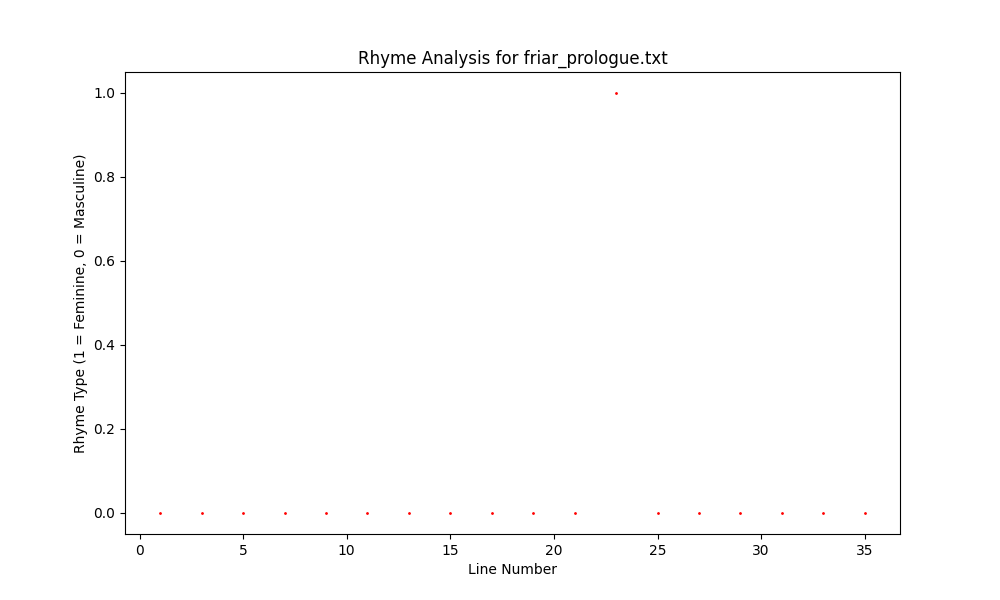 Rhyme Analysis for friar_prologue.txt
Rhyme Type (1 = Feminine, 0 = Masculine)
1.0
0.8
0.6
0.4
0.2
0.0
0 5 10 15 20 25 30 35
Line Number